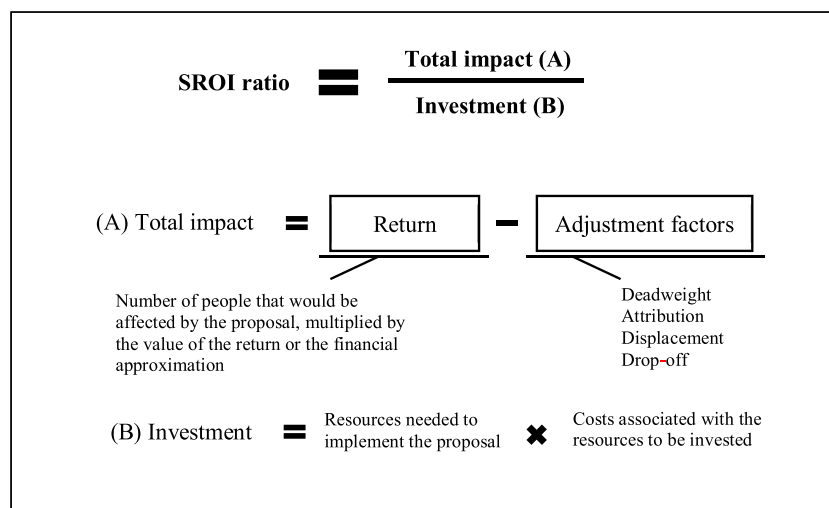 Total impact (A)
SROI ratio =
Investment (B)
(A) Total impact = Return - Adjustment factors
Number of people that would be
affected by the proposal, multiplied by
the value of the return or the financial
approximation
Deadweight
Attribution
Displacement
Drop-off
(B) Investment =
Resources needed to
implement the proposal
✖
Costs associated with the
resources to be invested